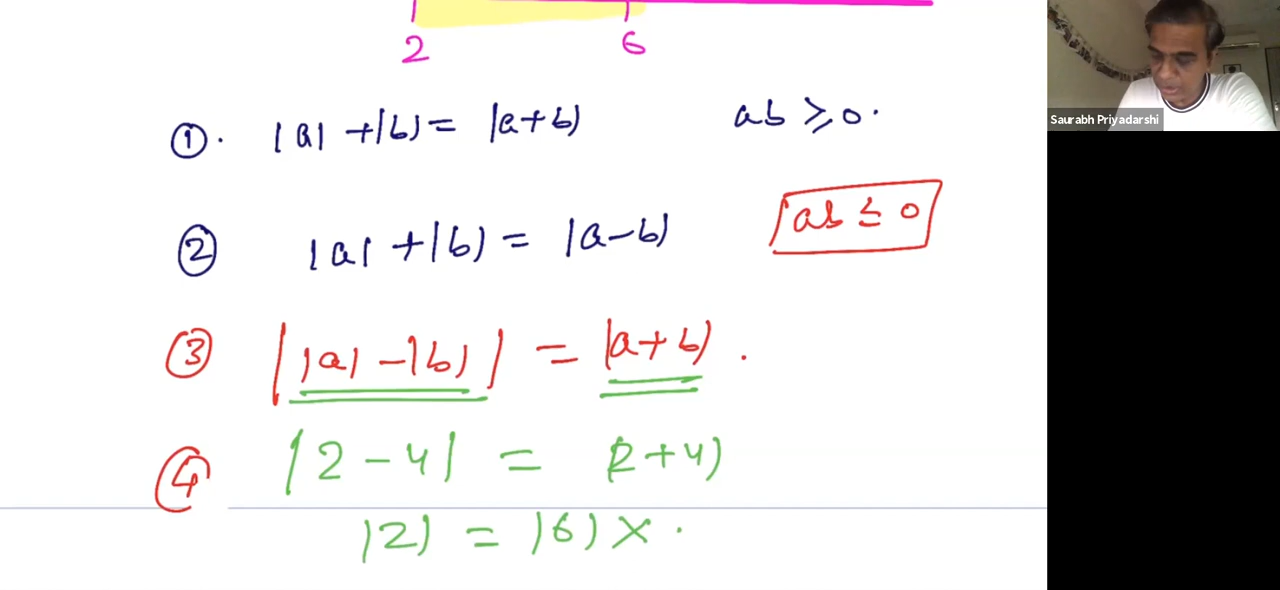 2 6
Saurabh Priyadarshi
①. |a| + |b| = |a+b| ab ≥ 0.
② |a| + |b| = |a-b| ab ≤ 0
③ ||a| - |b|| = |a+b| .
④ |2-4| = |2+4|
|2| = |6| × .